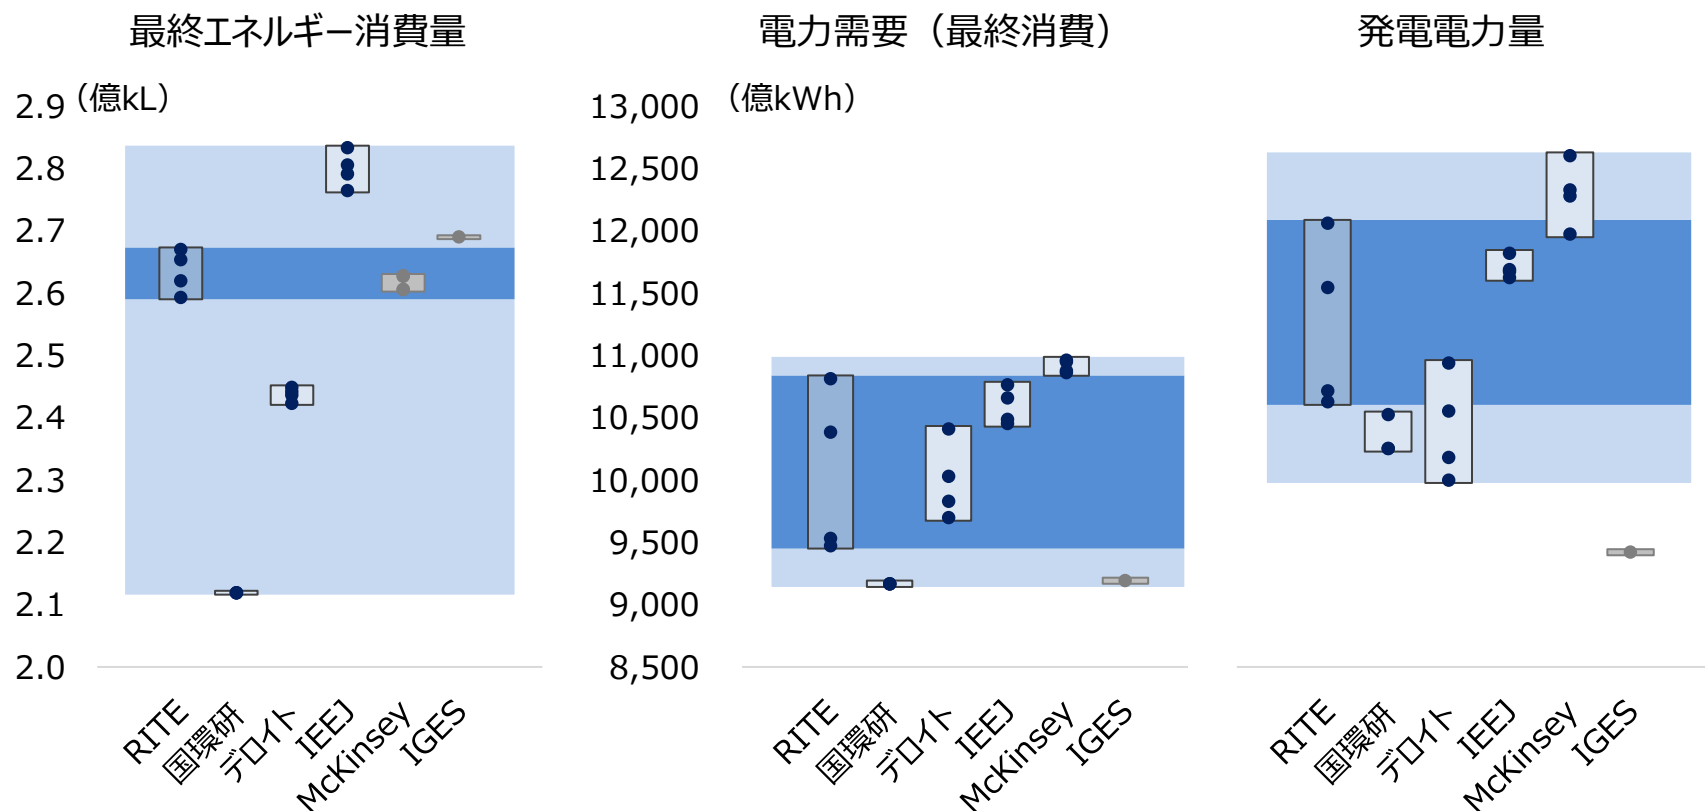 最終エネルギー消費量
(億kL)
2.9
2.8
2.7
2.6
2.5
2.4
2.3
2.2
2.1
2.0
RITE
国環研
デロイト
IEEJ
McKinsey
IGES
電力需要（最終消費）
(億kWh)
13,000
12,500
12,000
11,500
11,000
10,500
10,000
9,500
9,000
8,500
RITE
国環研
デロイト
IEEJ
McKinsey
IGES
発電電力量
RITE
国環研
デロイト
IEEJ
McKinsey
IGES